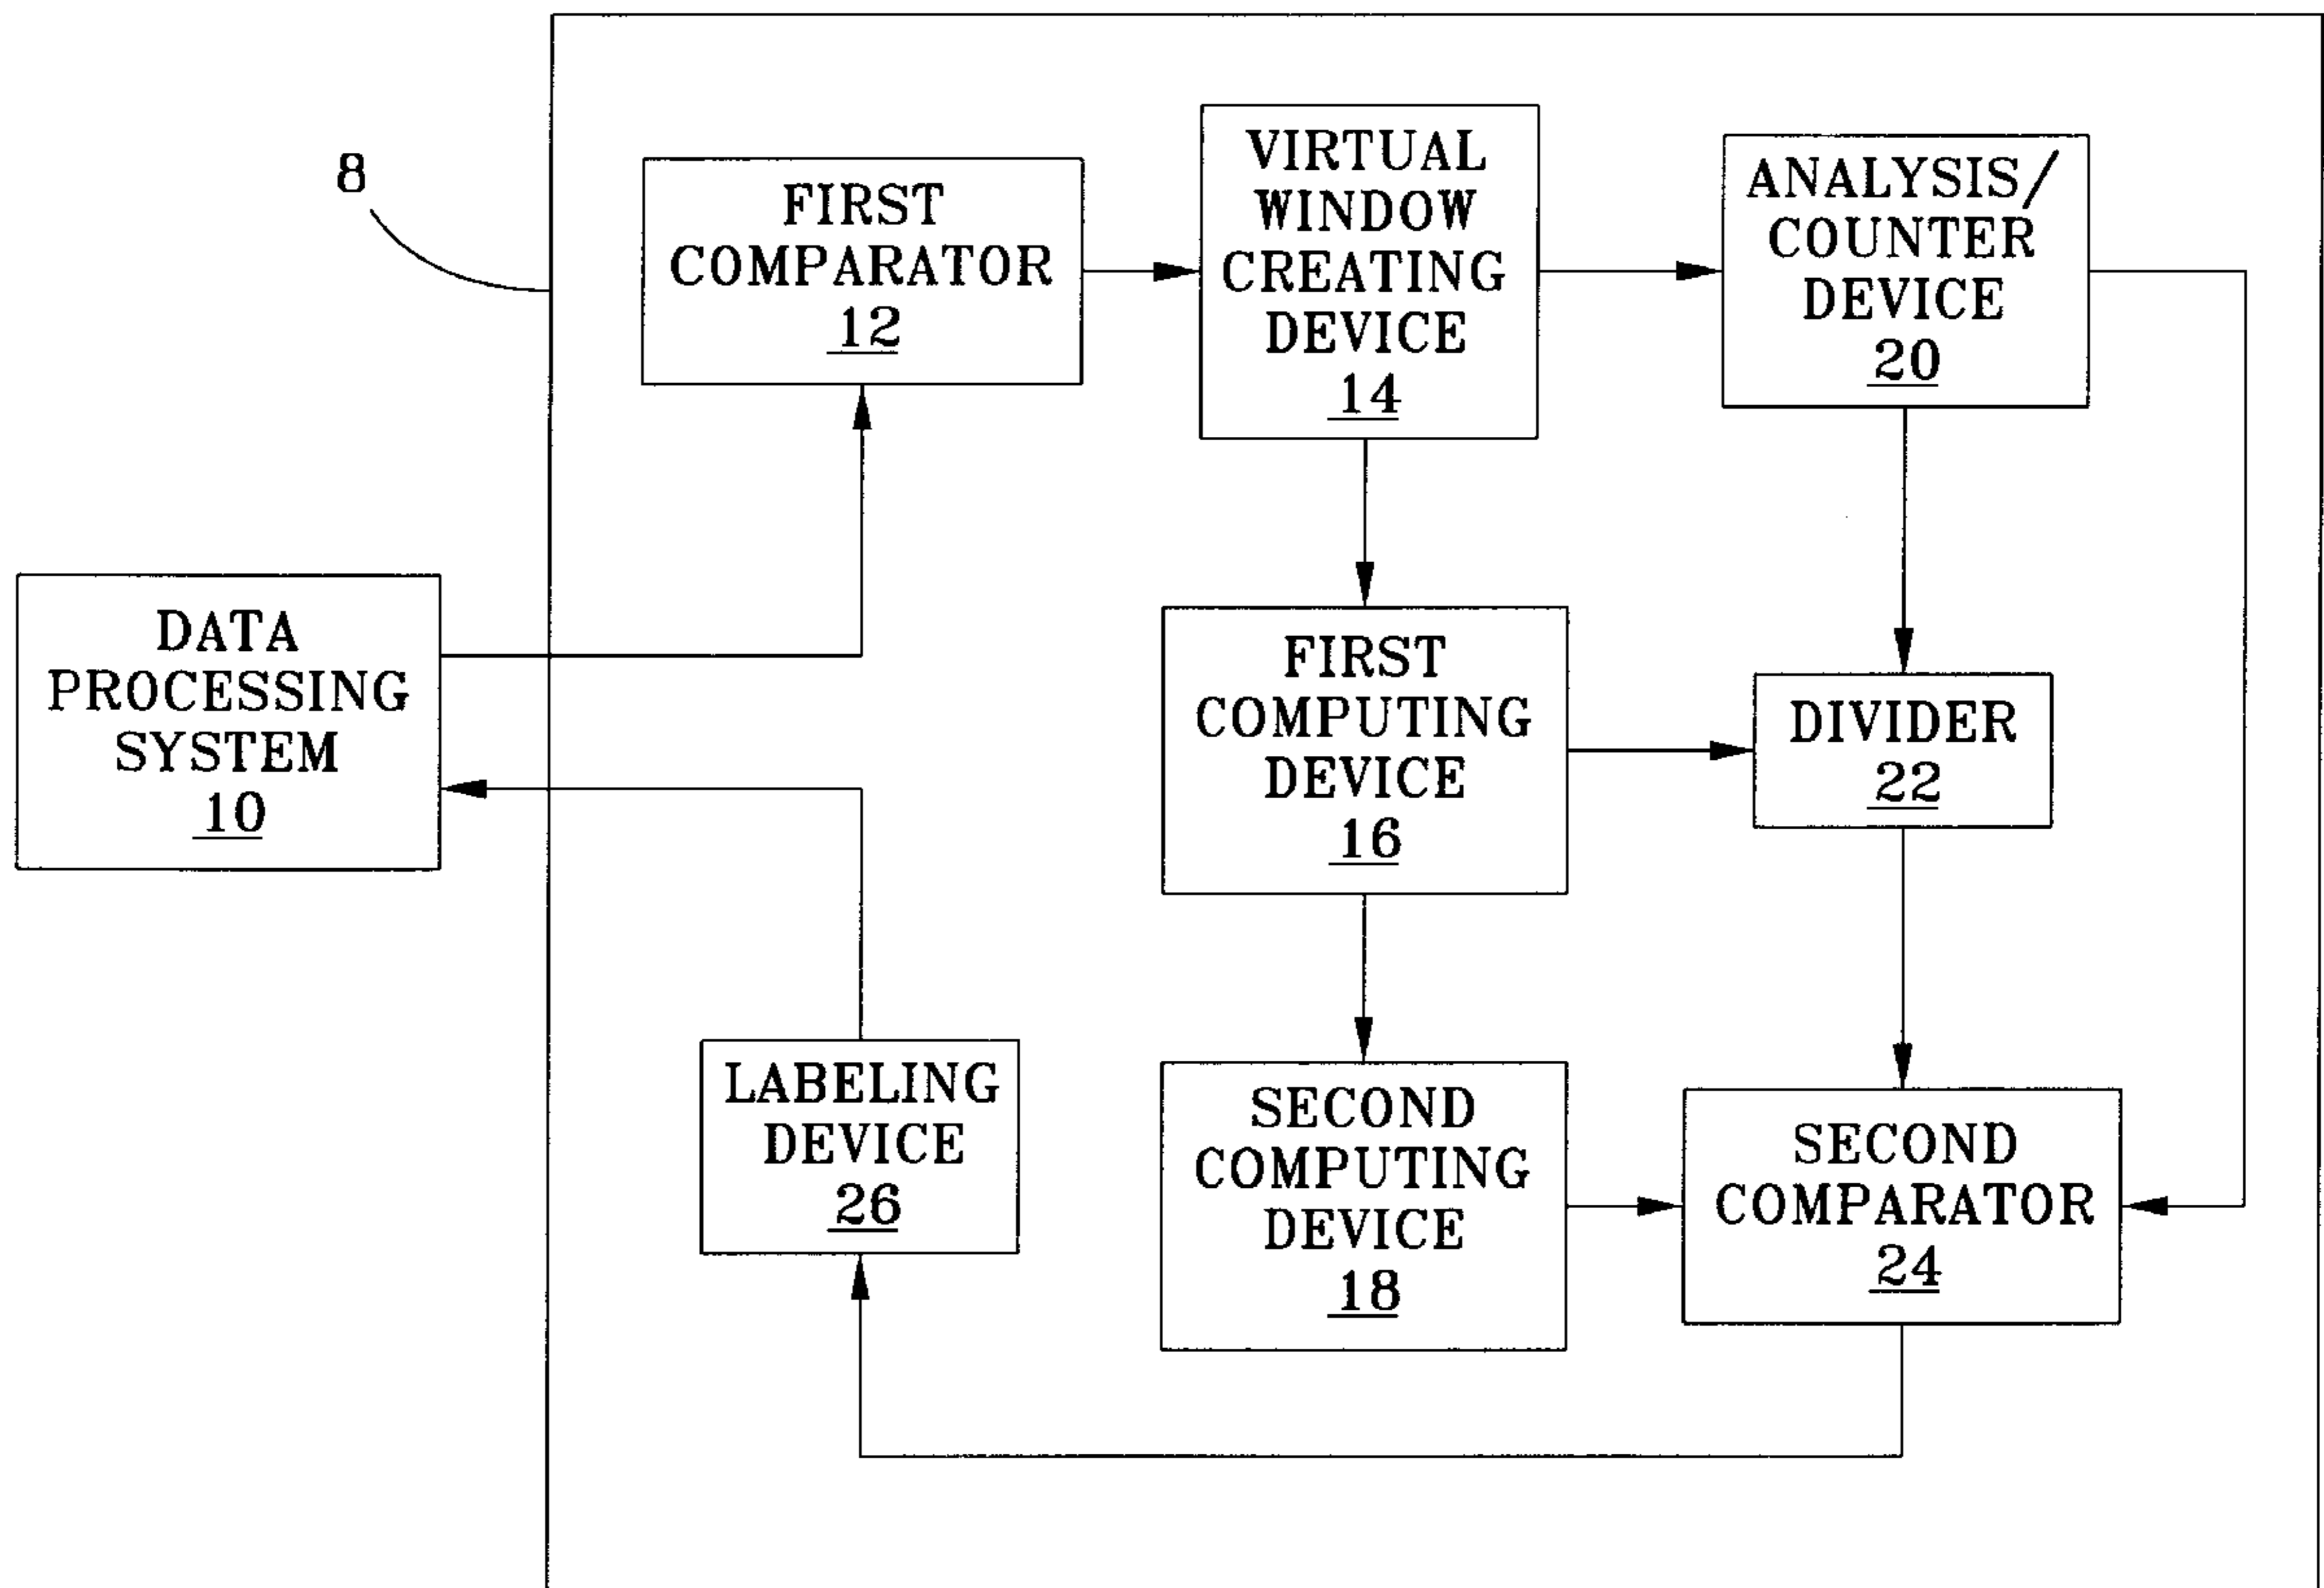 8
FIRST
COMPARATOR
12
VIRTUAL
WINDOW
CREATING
DEVICE
14
ANALYSIS/
COUNTER
DEVICE
20
DATA
PROCESSING
SYSTEM
10
FIRST
COMPUTING
DEVICE
16
DIVIDER
22
LABELING
DEVICE
26
SECOND
COMPUTING
DEVICE
18
SECOND
COMPARATOR
24